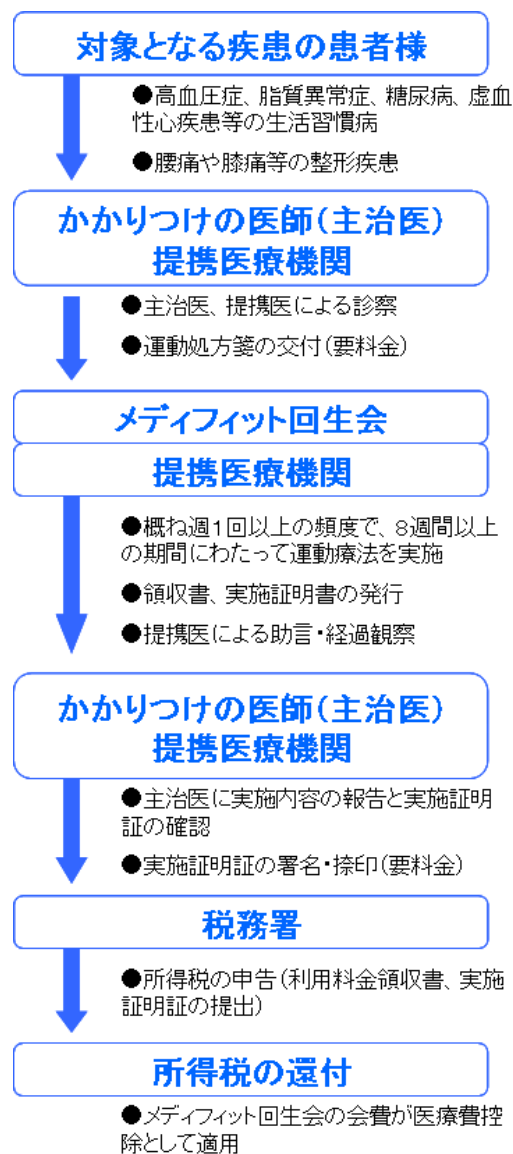 対象となる疾患の患者様
●高血圧症、脂質異常症、糖尿病、虚血
性心疾患等の生活習慣病
●腰痛や膝痛等の整形疾患
かかりつけの医師(主治医)
提携医療機関
●主治医、提携医による診察
●運動処方箋の交付(要料金)
メディフィット回生会
提携医療機関
●概ね週1回以上の頻度で、8週間以上
の期間にわたって運動療法を実施
●領収書、実施証明書の発行
●提携医による助言・経過観察
かかりつけの医師(主治医)
提携医療機関
●主治医に実施内容の報告と実施証明
証の確認
●実施証明証の署名・捺印(要料金)
税務署
●所得税の申告(利用料金領収書、実施
証明証の提出)
所得税の還付
●メディフィット回生会の会費が医療費控
除として適用